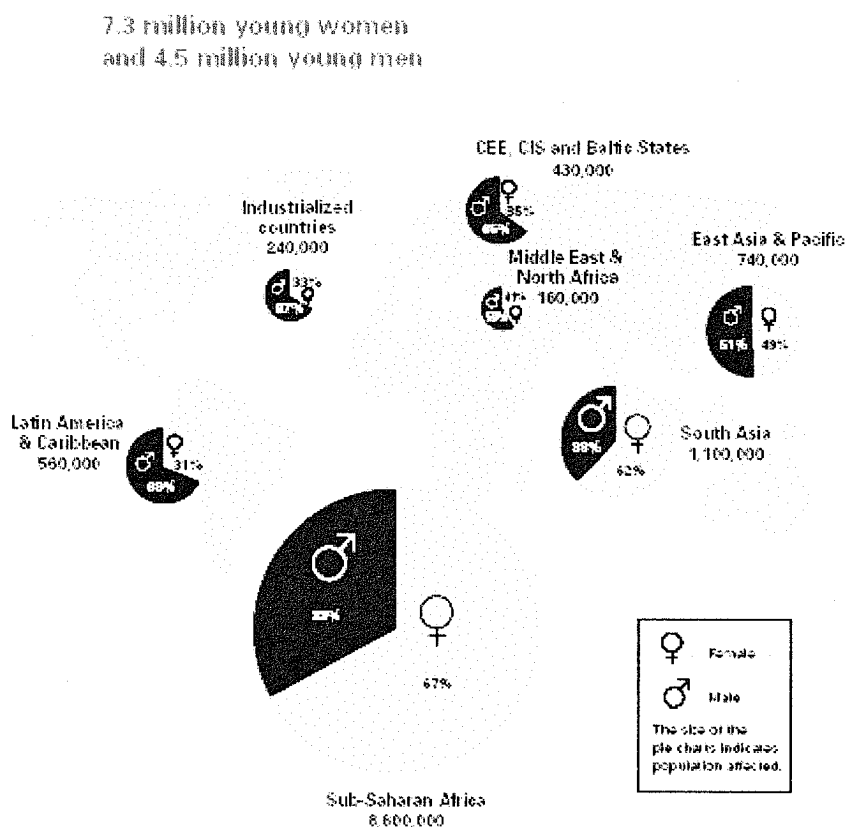 7.3 million young women
and 4.5 million young men
CEE, CIS and Baltic States
430,000
35%
Industrialized
countries
240,000
33%
Middle East &
North Africa
160,000
41%
East Asia & Pacific
740,000
51%
49%
Latin America
& Caribbean
560,000
31%
69%
South Asia
1,100,000
38%
62%
33%
67%
Sub-Saharan Africa
8,600,000
Female
Male
The size of the
pie charts indicates
population affected.